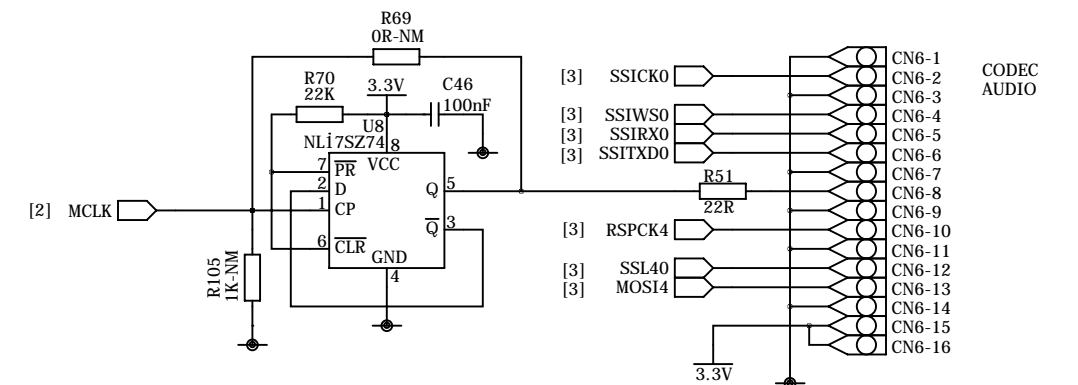 R69
0R-NM
R70
22K
3.3V
C46
100nF
U8
NLİ7SZ74
8
VCC
7
PR
2
D
1
CP
6
CLR
GND
4
Q
5
Q
3
[2] MCLK
R105
1K-NM
[3] SSICK0
[3] SSIWS0
[3] SSIRX0
[3] SSITXD0
R51
22R
[3] RSPCK4
[3] SSL40
[3] MOSI4
3.3V
CN6-1
CN6-2
CN6-3
CN6-4
CN6-5
CN6-6
CN6-7
CN6-8
CN6-9
CN6-10
CN6-11
CN6-12
CN6-13
CN6-14
CN6-15
CN6-16
CODEC
AUDIO